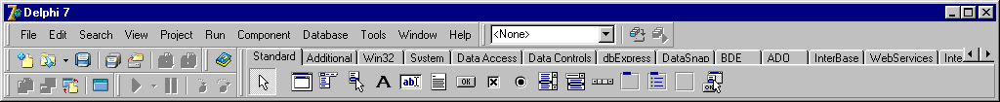 Delphi 7
File Edit Search View Project Run Component Database Tools Window Help <None>
Standard Additional Win32 System Data Access Data Controls dbExpress DataSnap BDE ADO InterBase WebServices Inte
A ab OK OK